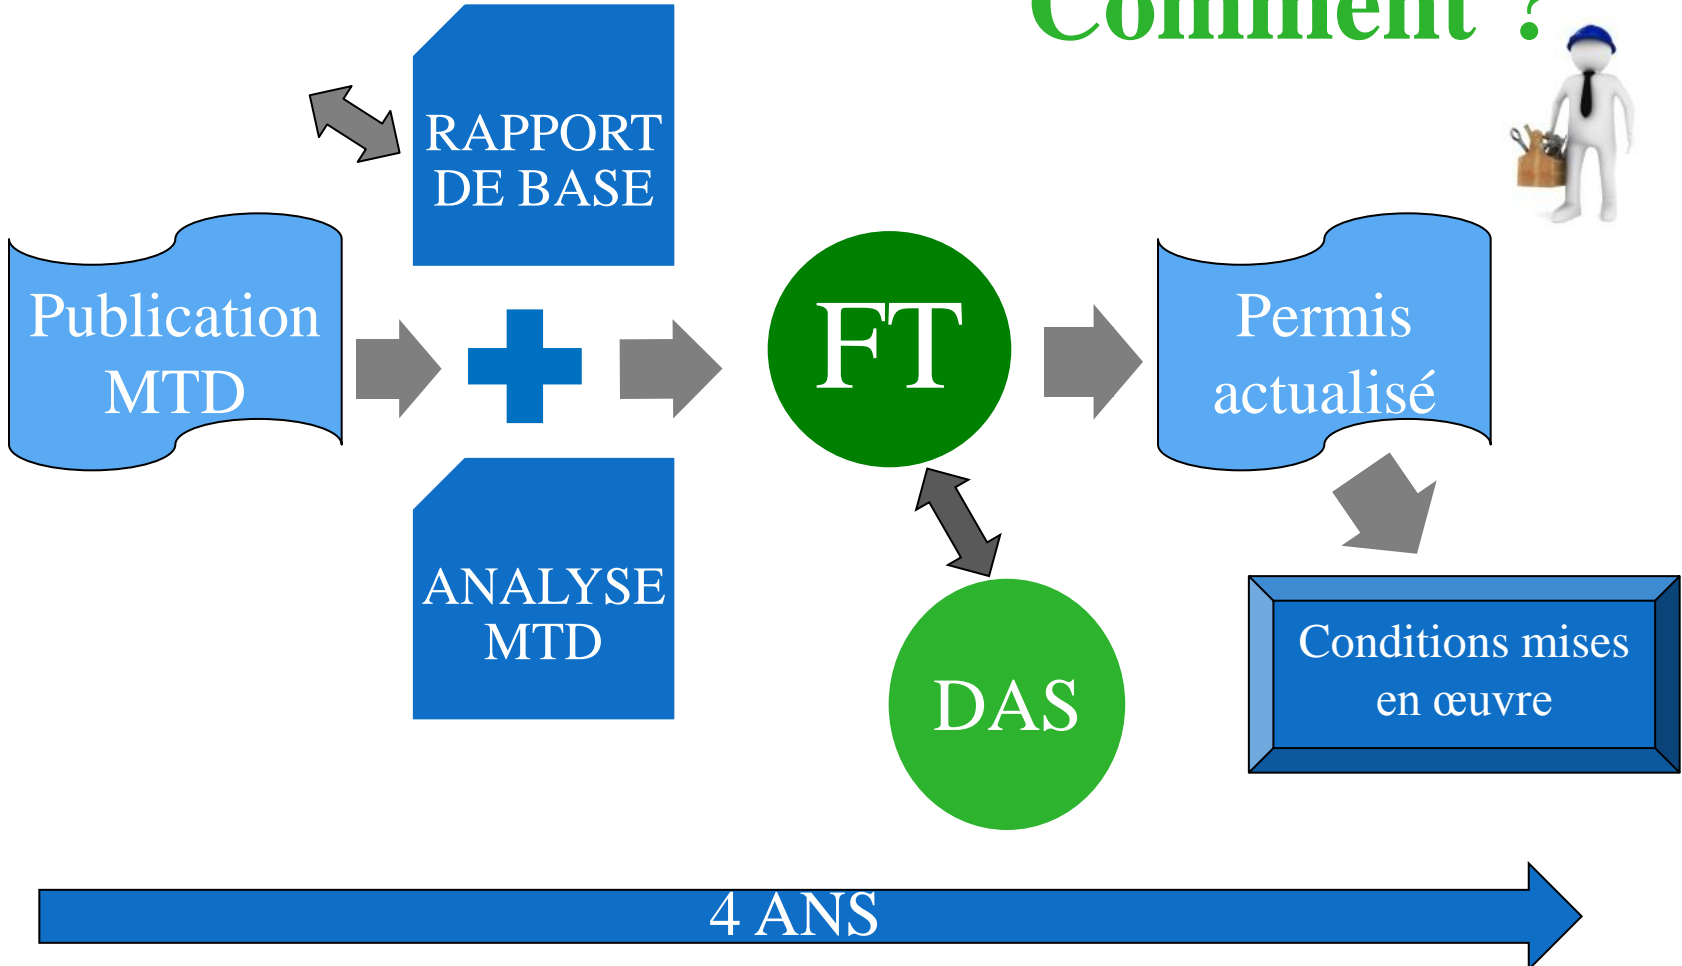 Comment ?
RAPPORT
DE BASE
Publication
MTD
FT
Permis
actualisé
ANALYSE
MTD
DAS
Conditions mises
en œuvre
4 ANS